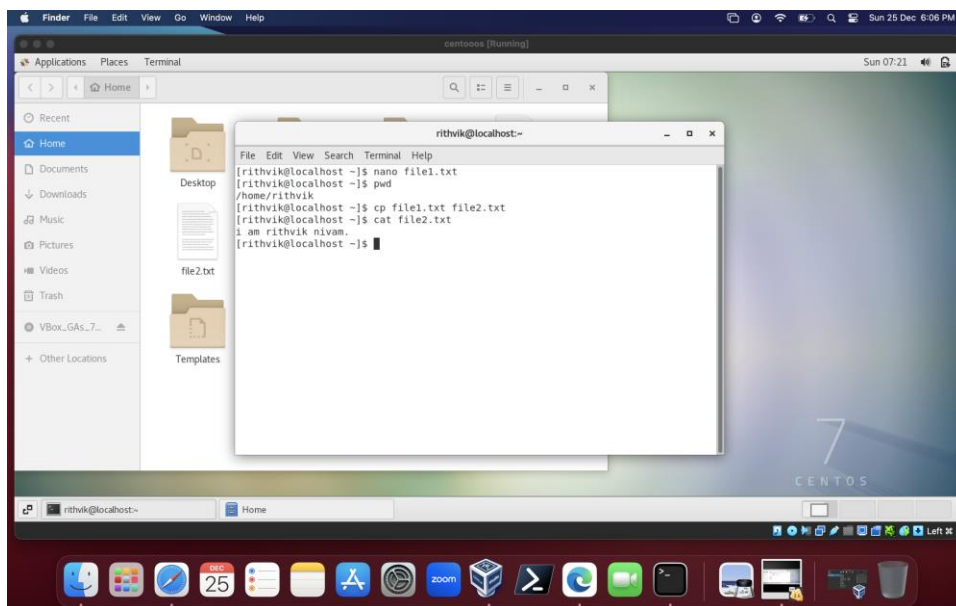 Finder File Edit View Go Window Help
Sun 25 Dec 6:06 PM
centooos [Running]
Applications Places Terminal
Sun 07:21
Home
Recent
Home
Documents
Downloads
Music
Pictures
Videos
Trash
VBox_GAs_7...
+ Other Locations
Desktop
file2.txt
Templates
rithvik@localhost:~
File Edit View Search Terminal Help
[rithvik@localhost ~]$ nano file1.txt
[rithvik@localhost ~]$ pwd
/home/rithvik
[rithvik@localhost ~]$ cp file1.txt file2.txt
[rithvik@localhost ~]$ cat file2.txt
i am rithvik nivam.
[rithvik@localhost ~]$
7
CENTOS
rithvik@localhost:~
Home
Left ⌘
DEC
25
zoom